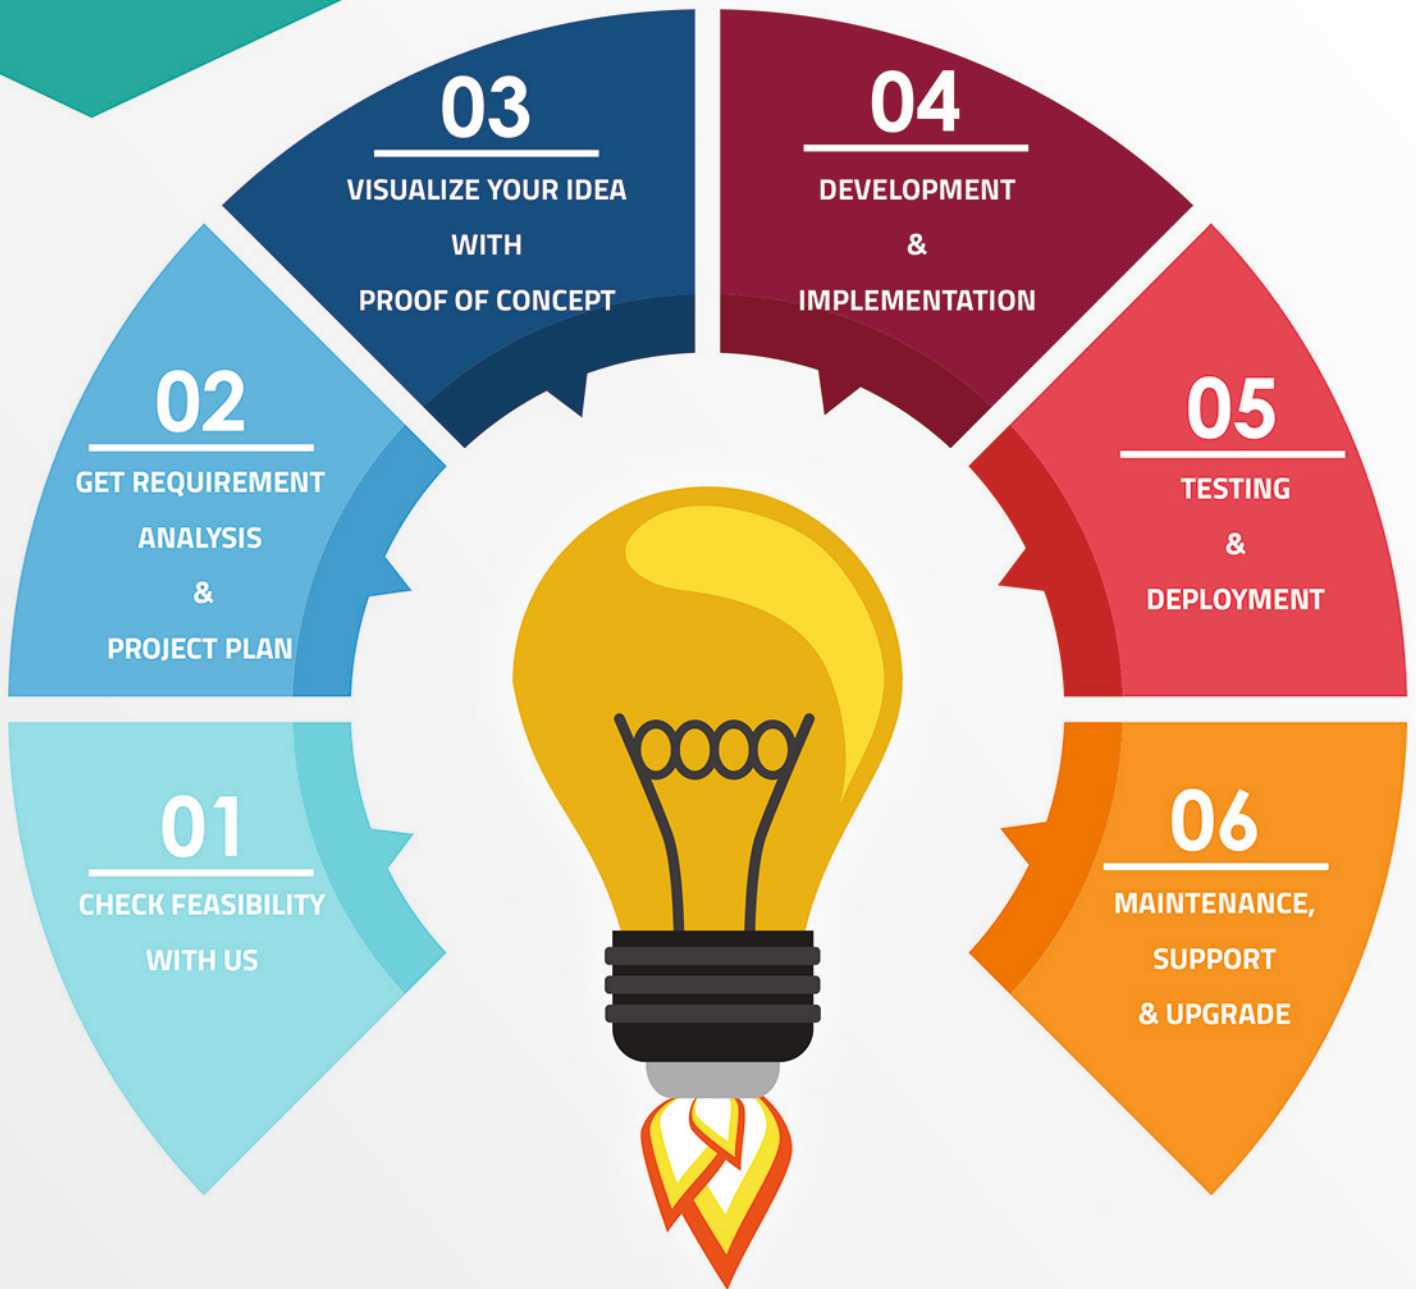 01
CHECK FEASIBILITY
WITH US
02
GET REQUIREMENT
ANALYSIS
&
PROJECT PLAN
03
VISUALIZE YOUR IDEA
WITH
PROOF OF CONCEPT
04
DEVELOPMENT
&
IMPLEMENTATION
05
TESTING
&
DEPLOYMENT
06
MAINTENANCE,
SUPPORT
& UPGRADE